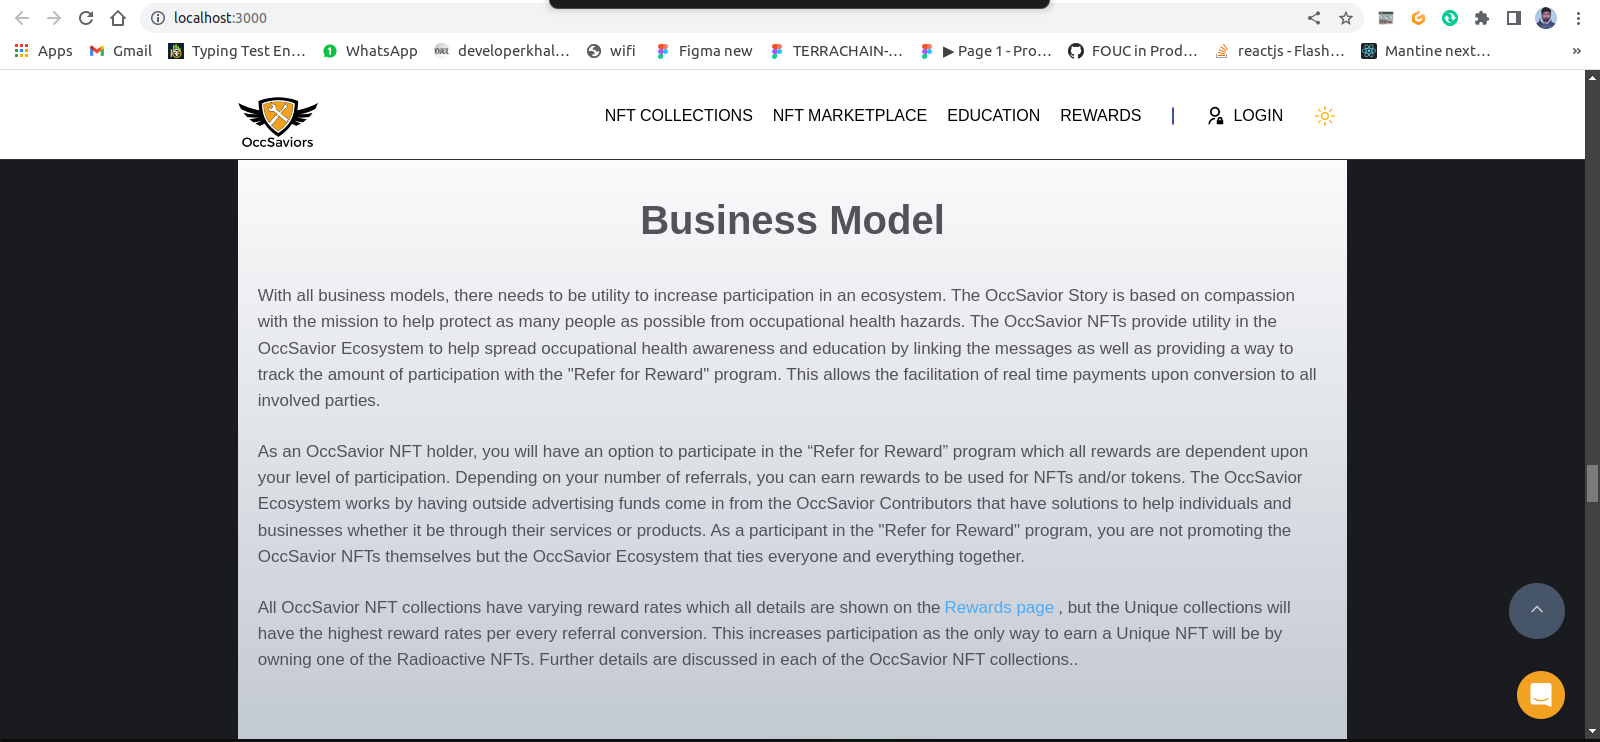 localhost:3000
Apps Gmail Typing Test En... WhatsApp developerkhal... wifi Figma new TERRACHAIN-... ▶ Page 1 - Pro... FOUC in Prod... reactjs - Flash... Mantine next... »
NFT COLLECTIONS NFT MARKETPLACE EDUCATION REWARDS | LOGIN
OccSaviors
Business Model
With all business models, there needs to be utility to increase participation in an ecosystem. The OccSavior Story is based on compassion
with the mission to help protect as many people as possible from occupational health hazards. The OccSavior NFTs provide utility in the
OccSavior Ecosystem to help spread occupational health awareness and education by linking the messages as well as providing a way to
track the amount of participation with the "Refer for Reward" program. This allows the facilitation of real time payments upon conversion to all
involved parties.
As an OccSavior NFT holder, you will have an option to participate in the “Refer for Reward” program which all rewards are dependent upon
your level of participation. Depending on your number of referrals, you can earn rewards to be used for NFTs and/or tokens. The OccSavior
Ecosystem works by having outside advertising funds come in from the OccSavior Contributors that have solutions to help individuals and
businesses whether it be through their services or products. As a participant in the "Refer for Reward" program, you are not promoting the
OccSavior NFTs themselves but the OccSavior Ecosystem that ties everyone and everything together.
All OccSavior NFT collections have varying reward rates which all details are shown on the Rewards page , but the Unique collections will
have the highest reward rates per every referral conversion. This increases participation as the only way to earn a Unique NFT will be by
owning one of the Radioactive NFTs. Further details are discussed in each of the OccSavior NFT collections..